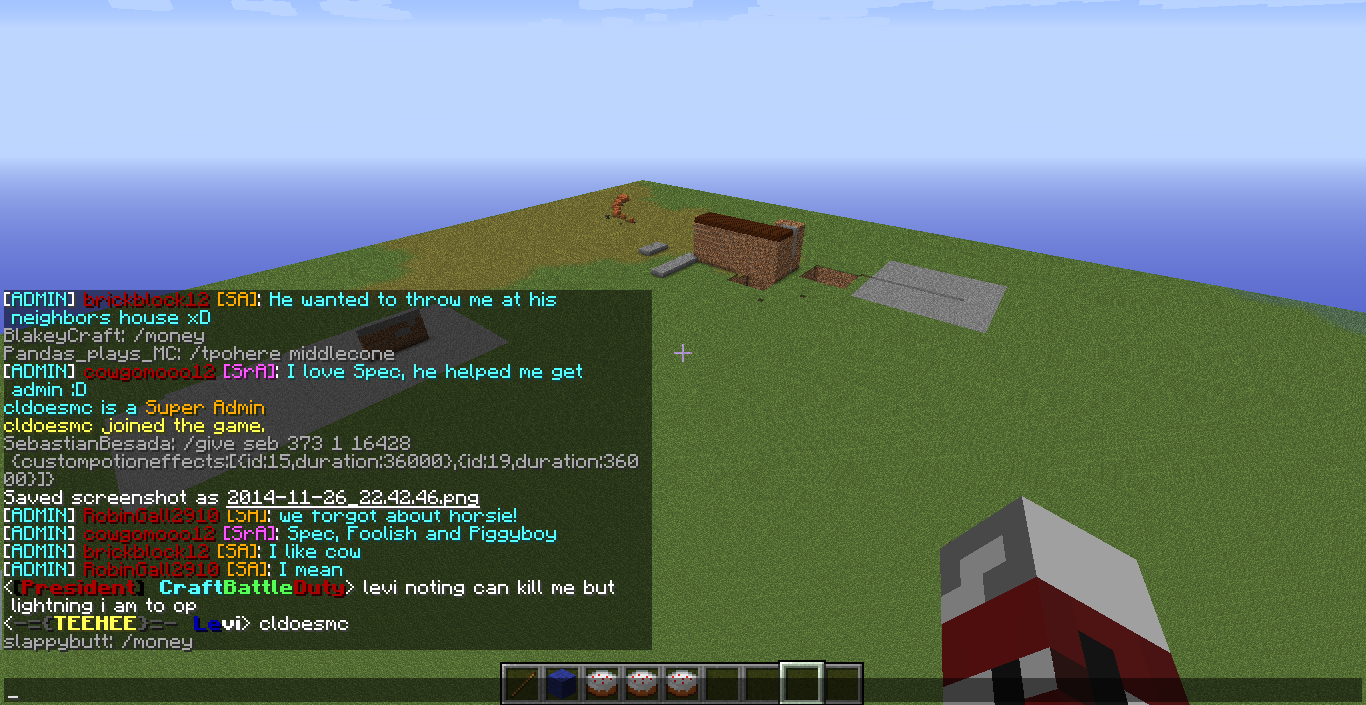 [ADMIN] brickblock12 [SA]: He wanted to throw me at his
neighbors house xD
BlakeyCraft: /money
Pandas_plays_MC: /tpohere middlecone
[ADMIN] cowgomooo12 [SrA]: I love Spec, he helped me get
admin :D
cldoesmc is a Super Admin
cldoesmc joined the game.
SebastianBesada: /give seb 373 1 16428
{custompotioneffects:[{id:15,duration:36000},{id:19,duration:360
00}]}
Saved screenshot as 2014-11-26_22.42.46.png
[ADMIN] RobinGall2910 [SA]: we forgot about horsie!
[ADMIN] cowgomooo12 [SrA]: Spec, Foolish and Piggyboy
[ADMIN] brickblock12 [SA]: I like cow
[ADMIN] RobinGall2910 [SA]: I mean
<[President] CraftBattleDuty> levi noting can kill me but
lightning i am to op
<-={TEEHEE}=- Levi> cldoesmc
slappybutt: /money
_